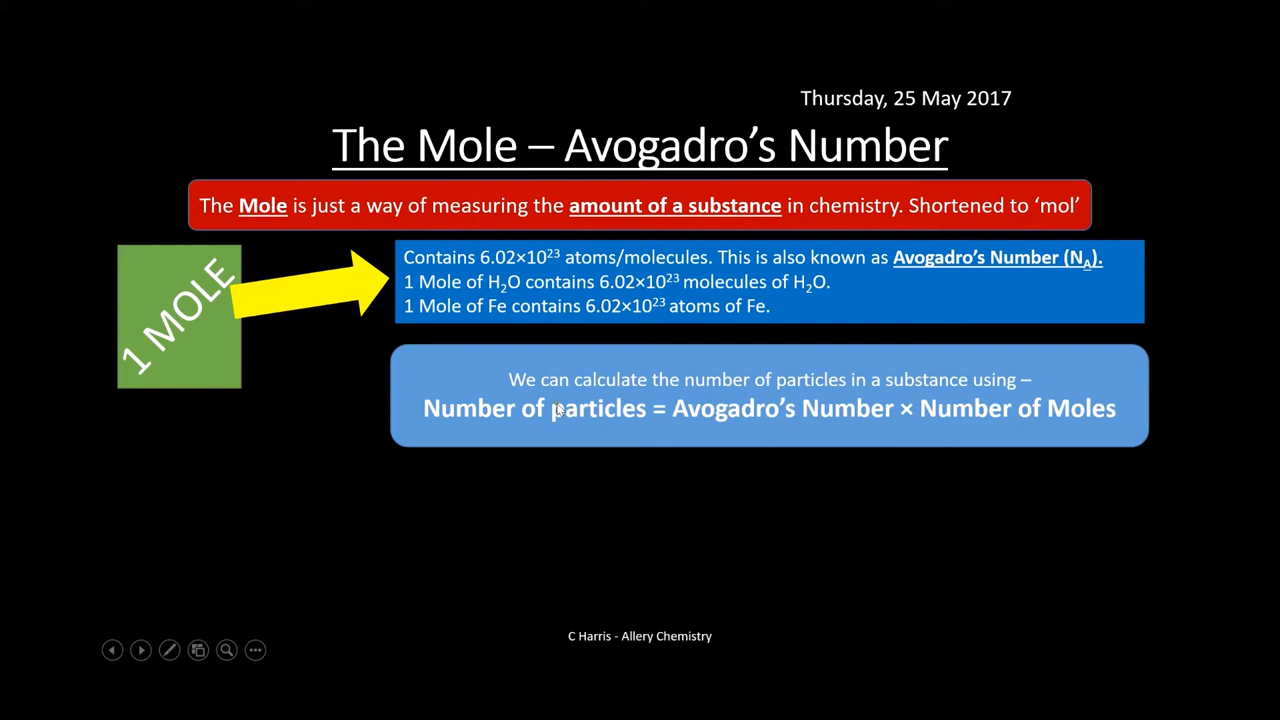 Thursday, 25 May 2017
The Mole – Avogadro’s Number
The Mole is just a way of measuring the amount of a substance in chemistry. Shortened to ‘mol’
1 MOLE
Contains 6.02×10²³ atoms/molecules. This is also known as Avogadro’s Number (N_A).
1 Mole of H₂O contains 6.02×10²³ molecules of H₂O.
1 Mole of Fe contains 6.02×10²³ atoms of Fe.
We can calculate the number of particles in a substance using –
Number of particles = Avogadro’s Number × Number of Moles
C Harris - Allery Chemistry